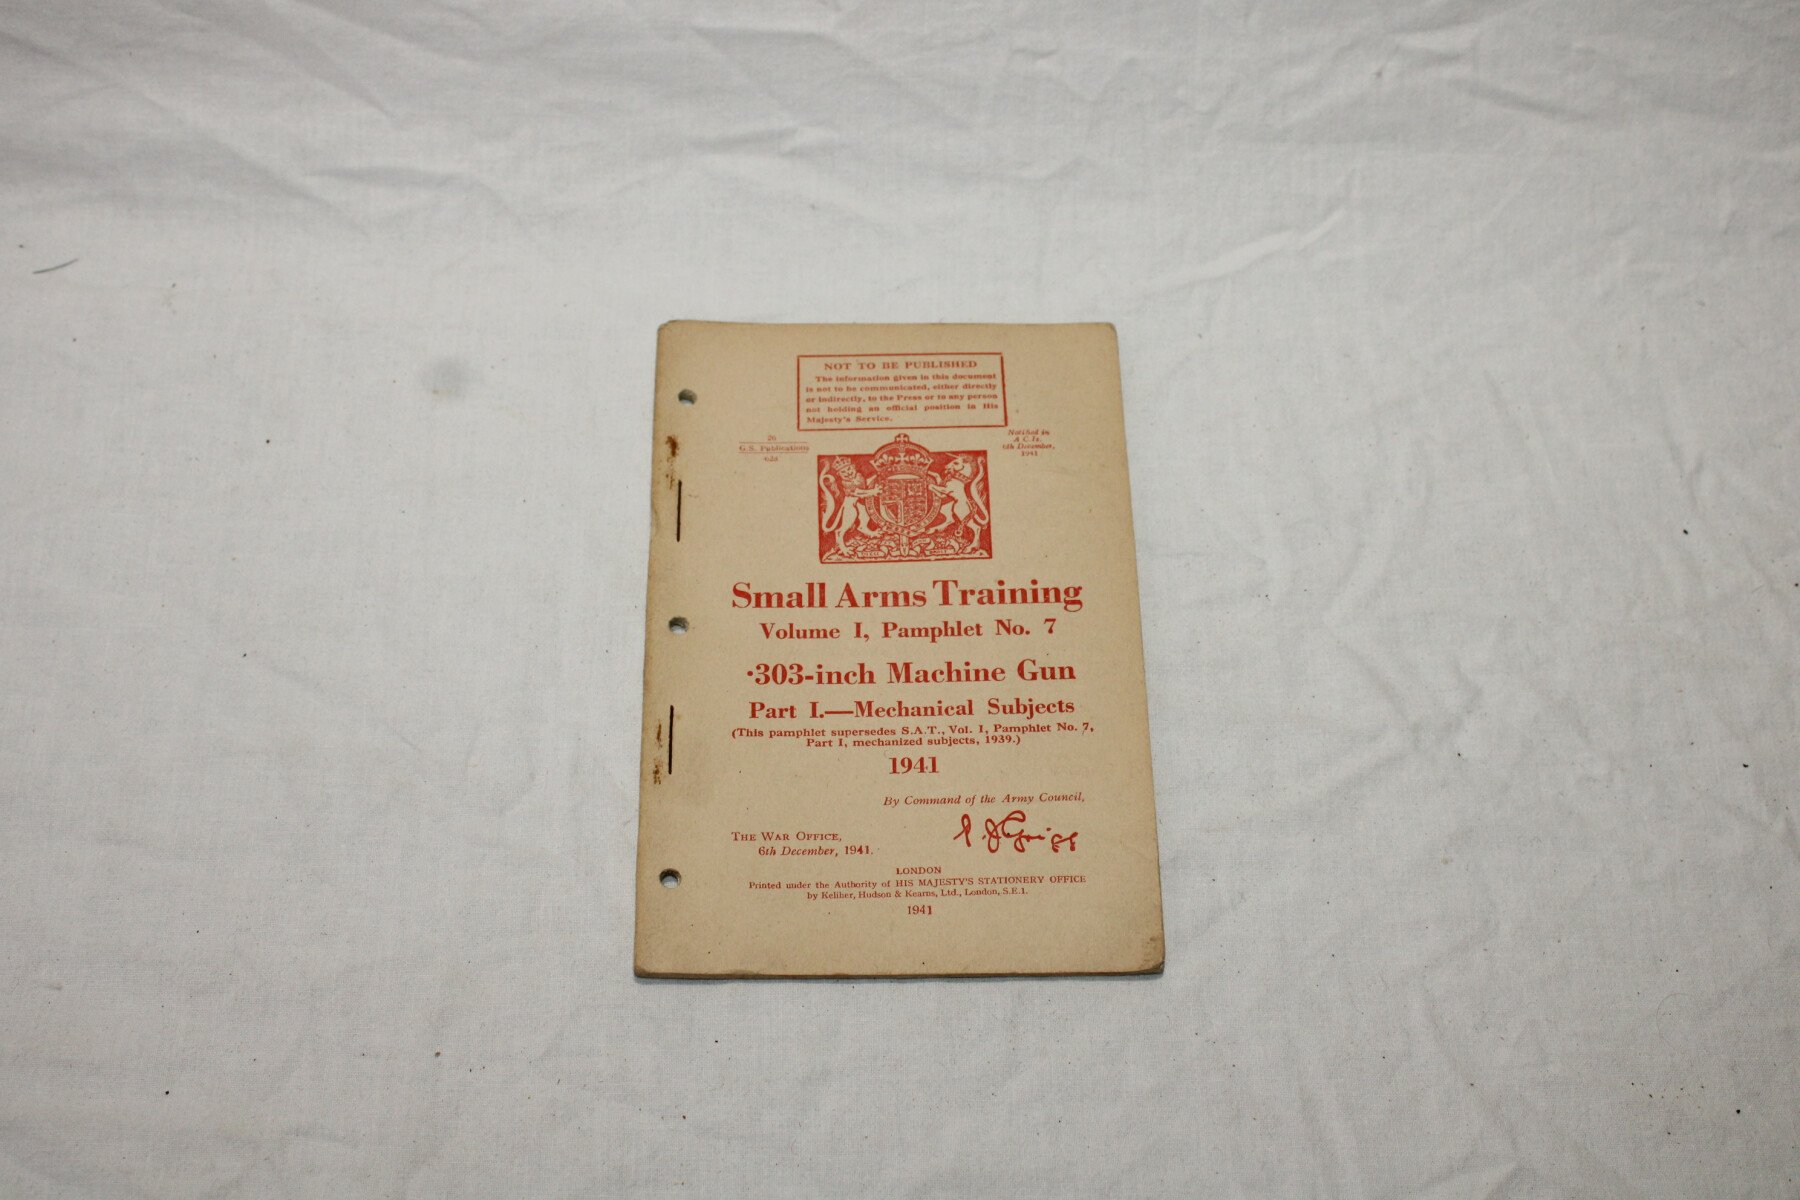 NOT TO BE PUBLISHED
The information given in this document
is not to be communicated, either directly
or indirectly, to the Press or to any person
not holding an official position in His
Majesty's Service.
26
G.S. Publications
628
Notified in
A.C.Is.
6th December,
1941
Small Arms Training
Volume I, Pamphlet No. 7
·303-inch Machine Gun
Part I.—Mechanical Subjects
(This pamphlet supersedes S.A.T., Vol. I, Pamphlet No. 7,
Part I, mechanized subjects, 1939.)
1941
By Command of the Army Council,
THE WAR OFFICE,
6th December, 1941.
LONDON
Printed under the Authority of HIS MAJESTY'S STATIONERY OFFICE
by Keliher, Hudson & Kearns, Ltd., London, S.E.1.
1941